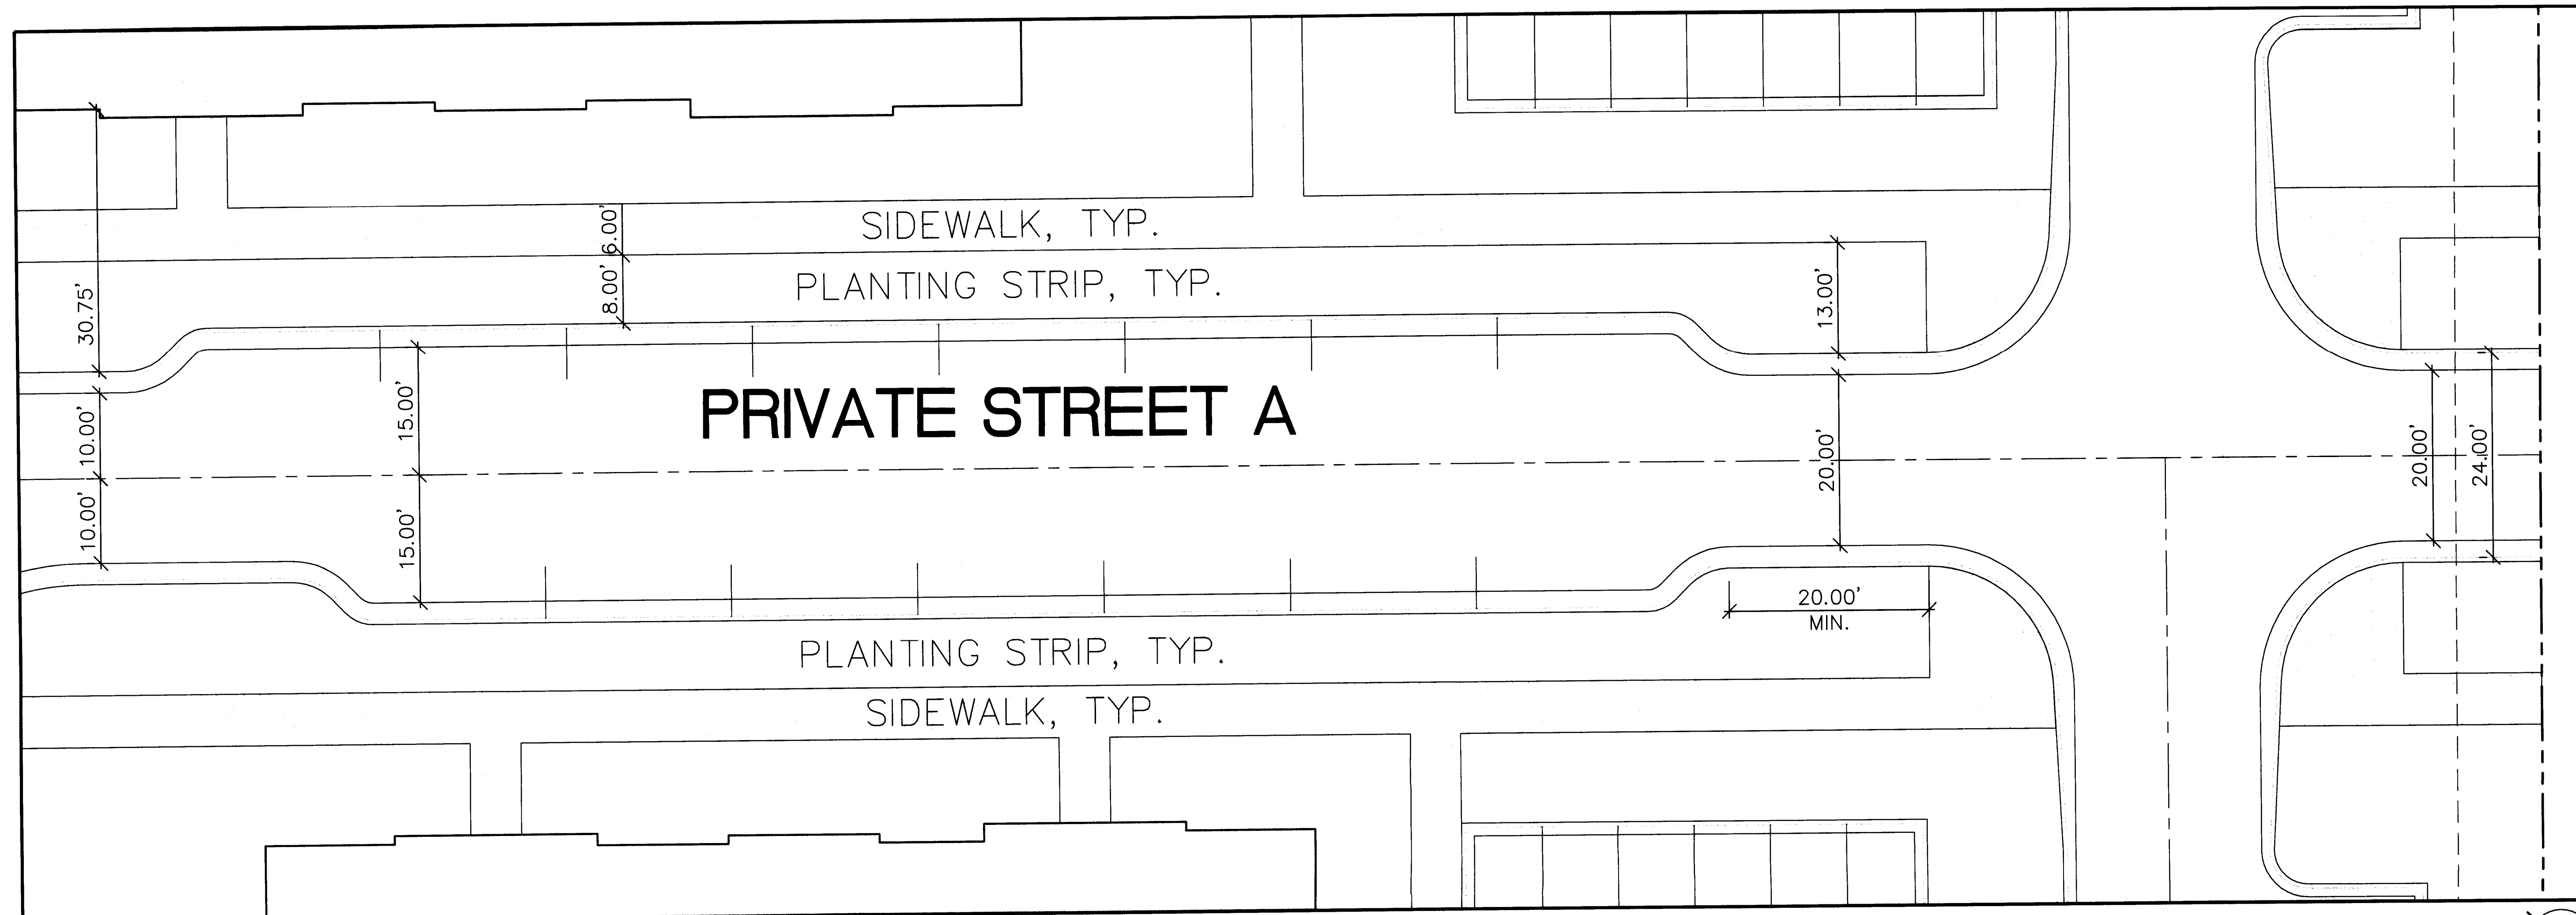 SIDEWALK, TYP.
6.00'
8.00'
PLANTING STRIP, TYP.
30.75'
13.00'
PRIVATE STREET A
10.00'
15.00'
20.00'
20.00'
24.00'
10.00'
15.00'
20.00'
MIN.
PLANTING STRIP, TYP.
SIDEWALK, TYP.